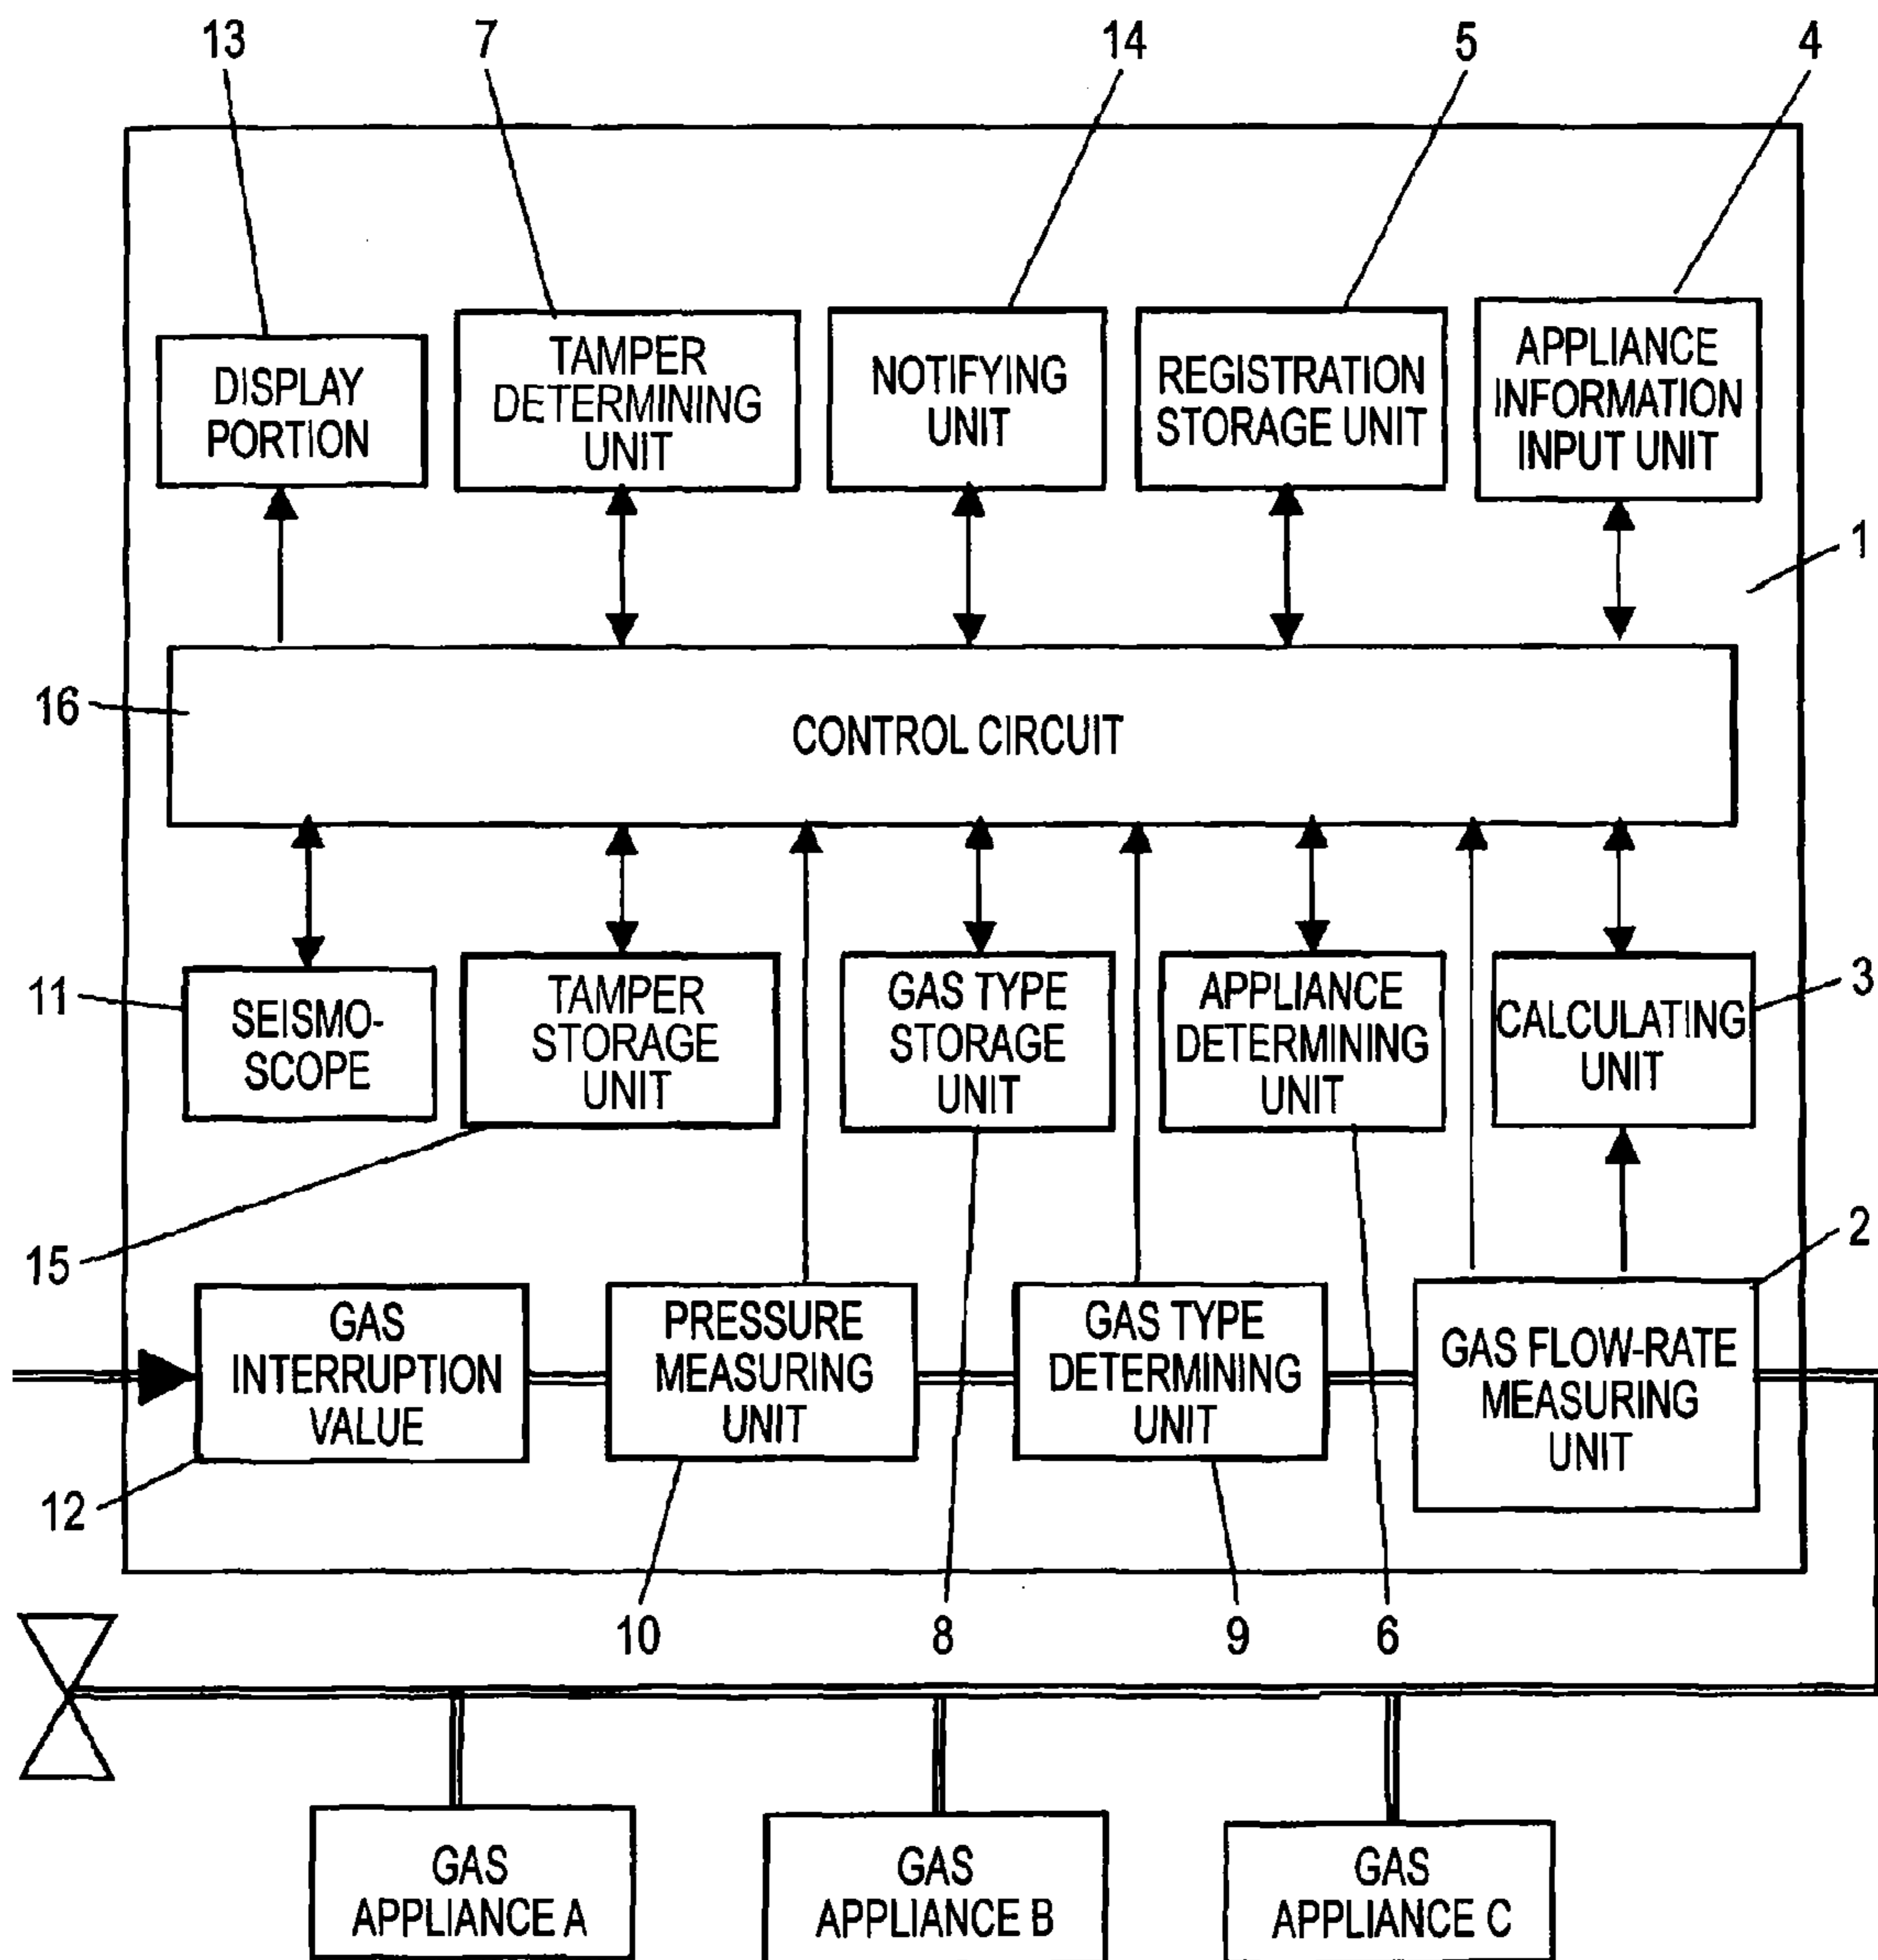 13 7 14 5 4
DISPLAY
PORTION
TAMPER
DETERMINING
UNIT
NOTIFYING
UNIT
REGISTRATION
STORAGE UNIT
APPLIANCE
INFORMATION
INPUT UNIT
1
16
CONTROL CIRCUIT
11
SEISMO-
SCOPE
TAMPER
STORAGE
UNIT
GAS TYPE
STORAGE
UNIT
APPLIANCE
DETERMINING
UNIT
CALCULATING
UNIT
3
15
2
GAS
INTERRUPTION
VALUE
PRESSURE
MEASURING
UNIT
GAS TYPE
DETERMINING
UNIT
GAS FLOW-RATE
MEASURING
UNIT
12
10 8 9 6
GAS
APPLIANCE A
GAS
APPLIANCE B
GAS
APPLIANCE C